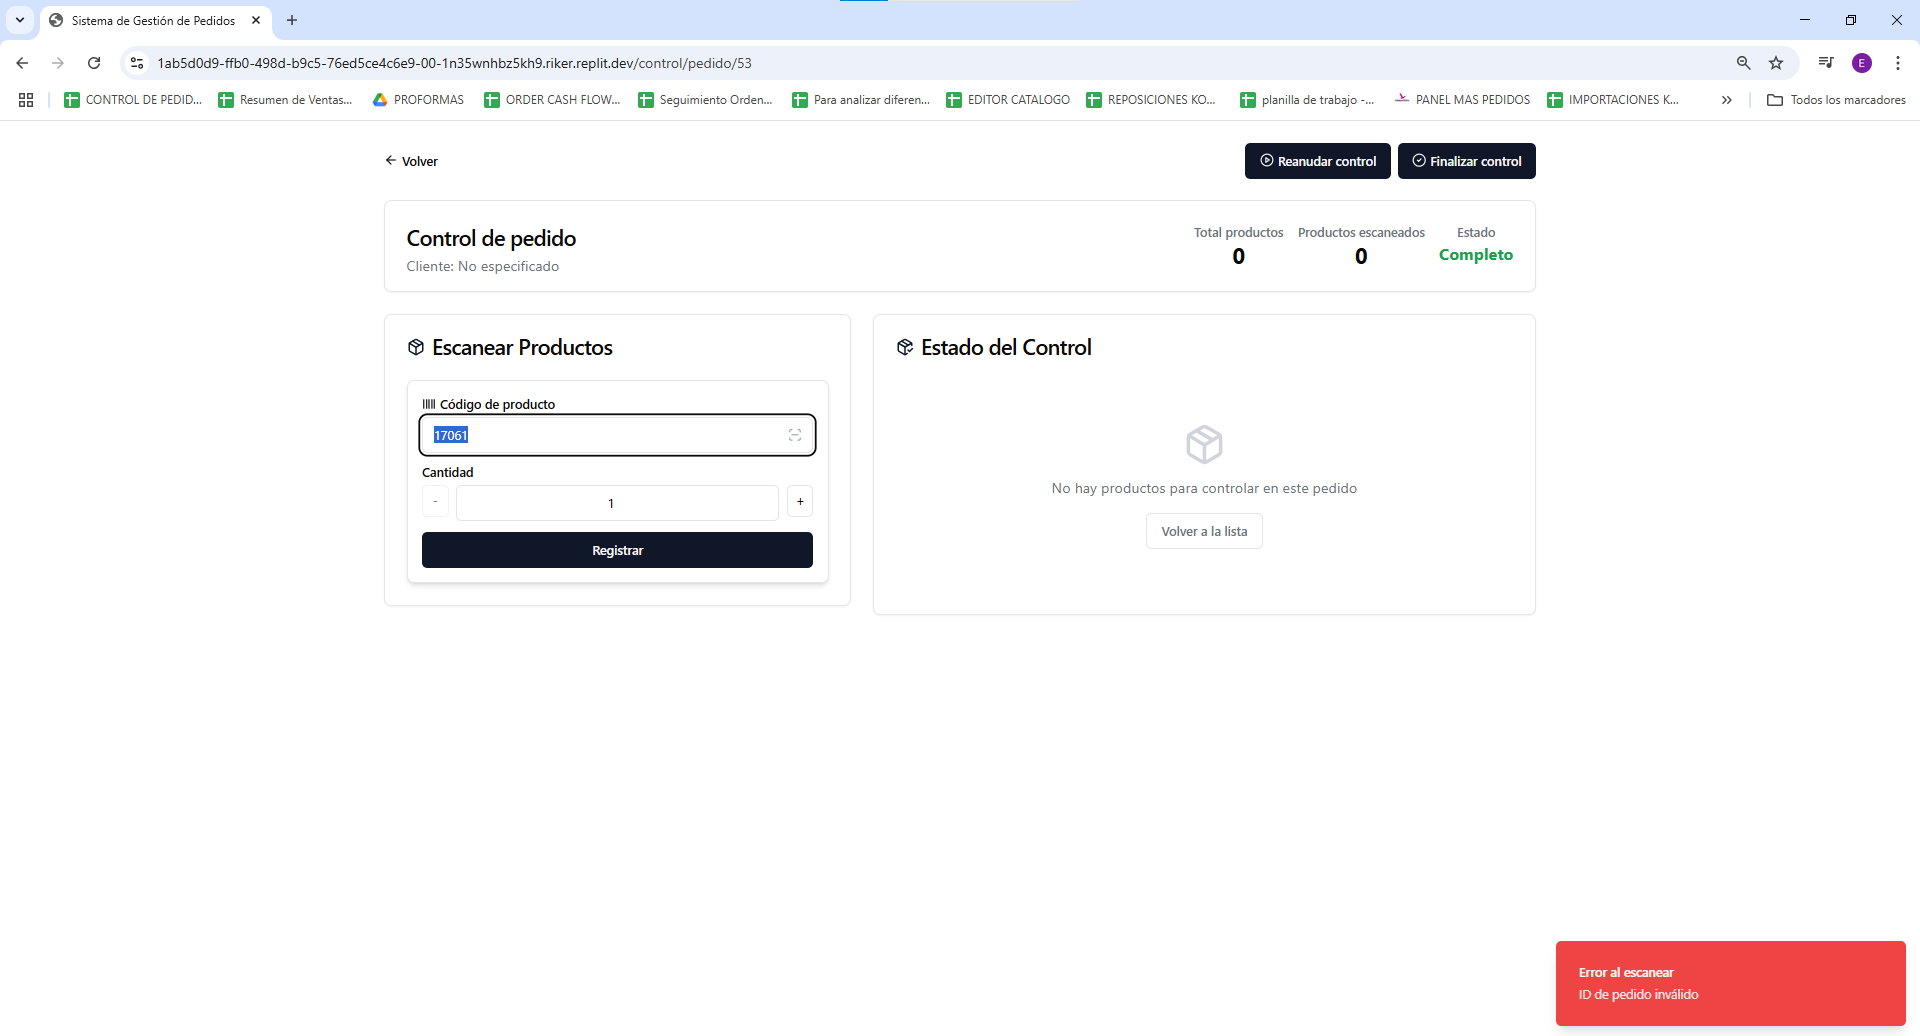 Sistema de Gestión de Pedidos
1ab5d0d9-ffb0-498d-b9c5-76ed5ce4c6e9-00-1n35wnhbz5kh9.riker.replit.dev/control/pedido/53
E
CONTROL DE PEDID...
Resumen de Ventas...
PROFORMAS
ORDER CASH FLOW...
Seguimiento Orden...
Para analizar diferen...
EDITOR CATALOGO
REPOSICIONES KO...
planilla de trabajo -...
PANEL MAS PEDIDOS
IMPORTACIONES K...
Todos los marcadores
Volver
Reanudar control
Finalizar control
Control de pedido
Cliente: No especificado
Total productos
0
Productos escaneados
0
Estado
Completo
Escanear Productos
Código de producto
17061
Cantidad
-
1
+
Registrar
Estado del Control
No hay productos para controlar en este pedido
Volver a la lista
Error al escanear
ID de pedido inválido